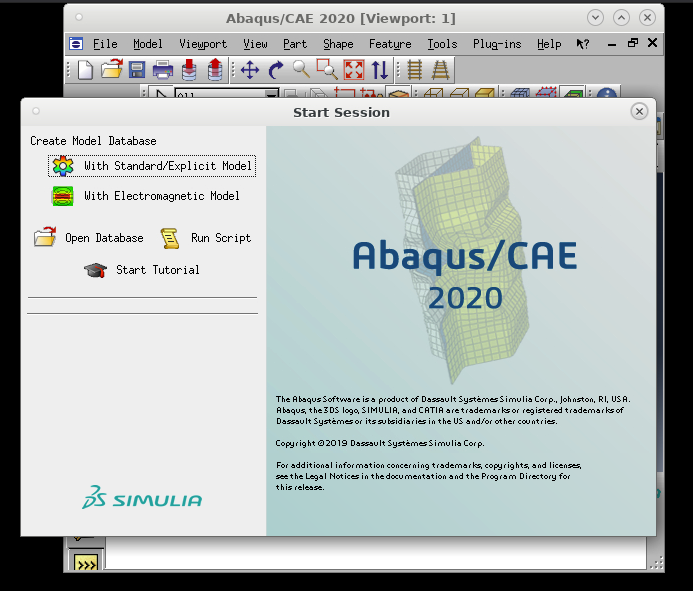 Abaqus/CAE 2020 [Viewport: 1]
File Model Viewport View Part Shape Feature Tools Plug-ins Help ?
All
Start Session
Create Model Database
With Standard/Explicit Model
With Electromagnetic Model
Open Database Run Script
Start Tutorial
Abaqus/CAE
2020
The Abaqus Software is a product of Dassault Systèmes Simulia Corp., Johnston, RI, USA.
Abaqus, the 3DS logo, SIMULIA, and CATIA are trademarks or registered trademarks of
Dassault Systèmes or its subsidiaries in the US and/or other countries.
Copyright ©2019 Dassault Systèmes Simulia Corp.
For additional information concerning trademarks, copyrights, and licenses,
see the Legal Notices in the documentation and the Program Directory for
this release.
3DS SIMULIA
>>>